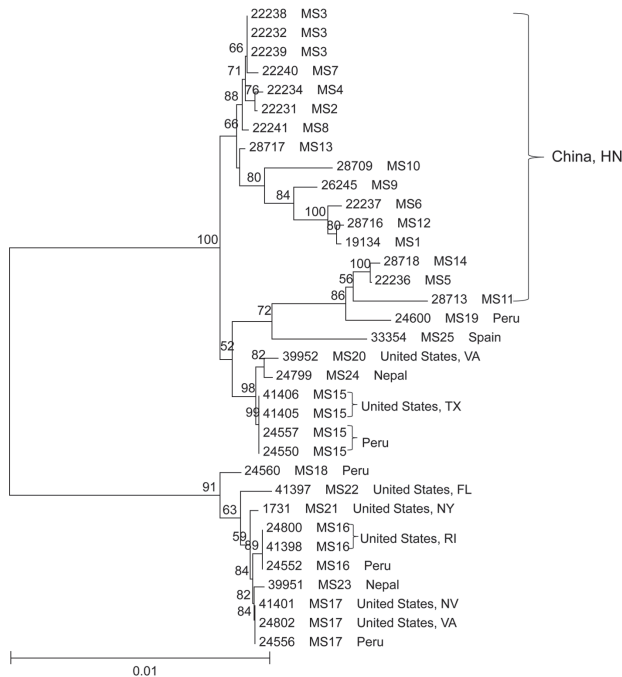 22238 MS3
22232 MS3
66 22239 MS3
71 22240 MS7
76 22234 MS4
88 22231 MS2
66 22241 MS8
28717 MS13
China, HN
80 28709 MS10
84 26245 MS9
100 22237 MS6
80 28716 MS12
19134 MS1
100
100 28718 MS14
56 22236 MS5
86 28713 MS11
72 24600 MS19 Peru
33354 MS25 Spain
52
82 39952 MS20 United States, VA
24799 MS24 Nepal
98 41406 MS15
99 41405 MS15
United States, TX
24557 MS15
24550 MS15
Peru
91 24560 MS18 Peru
63 41397 MS22 United States, FL
1731 MS21 United States, NY
59 24800 MS16
89 41398 MS16
United States, RI
84 24552 MS16 Peru
82 39951 MS23 Nepal
84 41401 MS17 United States, NV
24802 MS17 United States, VA
24556 MS17 Peru
0.01